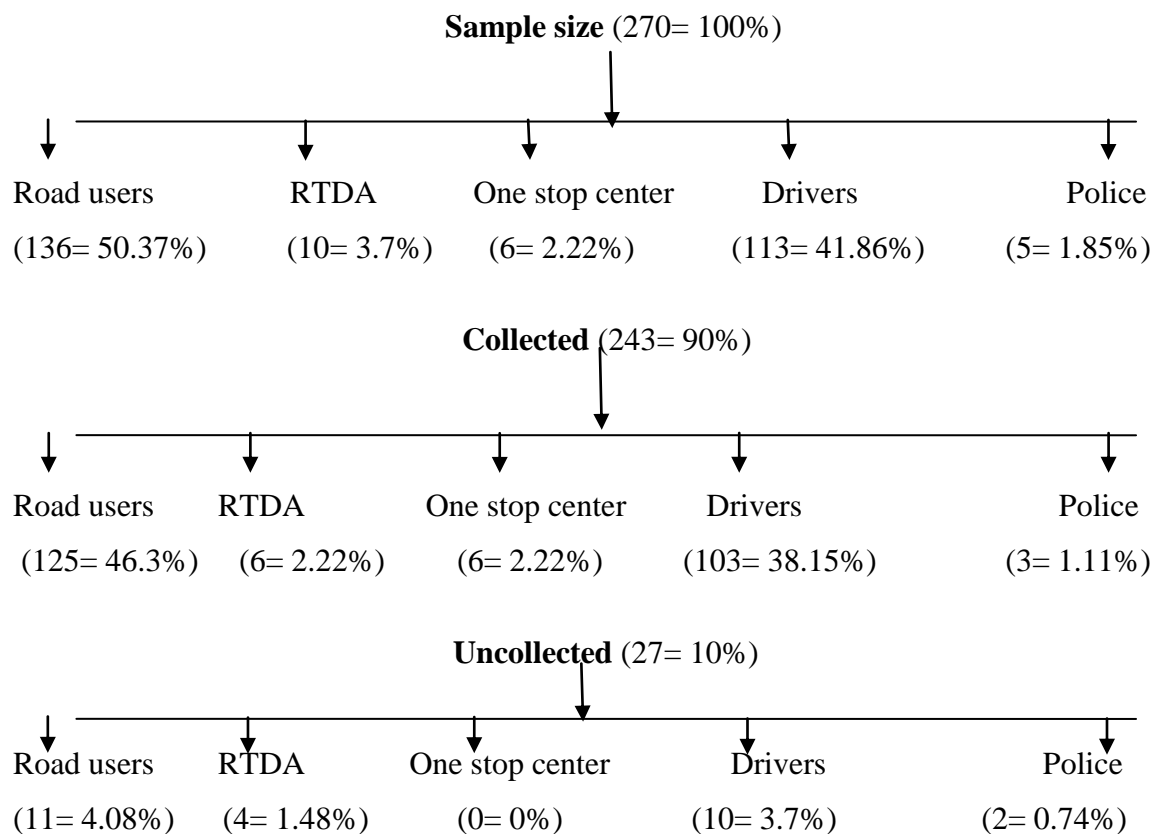 Sample size (270= 100%)
Road users RTDA One stop center Drivers Police
(136= 50.37%) (10= 3.7%) (6= 2.22%) (113= 41.86%) (5= 1.85%)
Collected (243= 90%)
Road users RTDA One stop center Drivers Police
(125= 46.3%) (6= 2.22%) (6= 2.22%) (103= 38.15%) (3= 1.11%)
Uncollected (27= 10%)
Road users RTDA One stop center Drivers Police
(11= 4.08%) (4= 1.48%) (0= 0%) (10= 3.7%) (2= 0.74%)